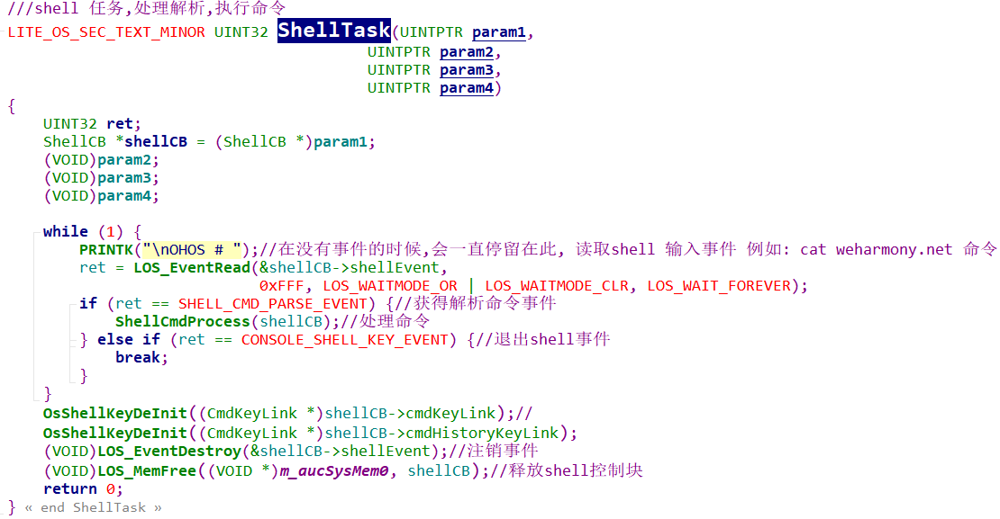 ///shell 任务,处理解析,执行命令
LITE_OS_SEC_TEXT_MINOR UINT32 ShellTask(UINTPTR param1,
UINTPTR param2,
UINTPTR param3,
UINTPTR param4)
{
UINT32 ret;
ShellCB *shellCB = (ShellCB *)param1;
(VOID)param2;
(VOID)param3;
(VOID)param4;
while (1) {
PRINTK("\nOHOS # ");//在没有事件的时候,会一直停留在此, 读取shell 输入事件 例如: cat weharmony.net 命令
ret = LOS_EventRead(&shellCB->shellEvent,
0xFFF, LOS_WAITMODE_OR | LOS_WAITMODE_CLR, LOS_WAIT_FOREVER);
if (ret == SHELL_CMD_PARSE_EVENT) {//获得解析命令事件
ShellCmdProcess(shellCB);//处理命令
} else if (ret == CONSOLE_SHELL_KEY_EVENT) {//退出shell事件
break;
}
}
OsShellKeyDeInit((CmdKeyLink *)shellCB->cmdKeyLink);//
OsShellKeyDeInit((CmdKeyLink *)shellCB->cmdHistoryKeyLink);
(VOID)LOS_EventDestroy(&shellCB->shellEvent);//注销事件
(VOID)LOS_MemFree((VOID *)m_aucSysMem0, shellCB);//释放shell控制块
return 0;
} « end ShellTask »